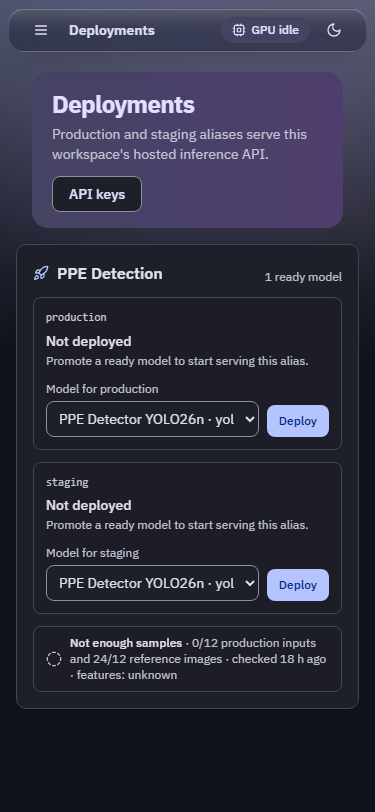 Deployments
GPU idle
Deployments
Production and staging aliases serve this
workspace's hosted inference API.
API keys
PPE Detection
1 ready model
production
Not deployed
Promote a ready model to start serving this alias.
Model for production
PPE Detector YOLO26n · yol
Deploy
staging
Not deployed
Promote a ready model to start serving this alias.
Model for staging
PPE Detector YOLO26n · yol
Deploy
Not enough samples · 0/12 production inputs
and 24/12 reference images · checked 18 h ago
· features: unknown